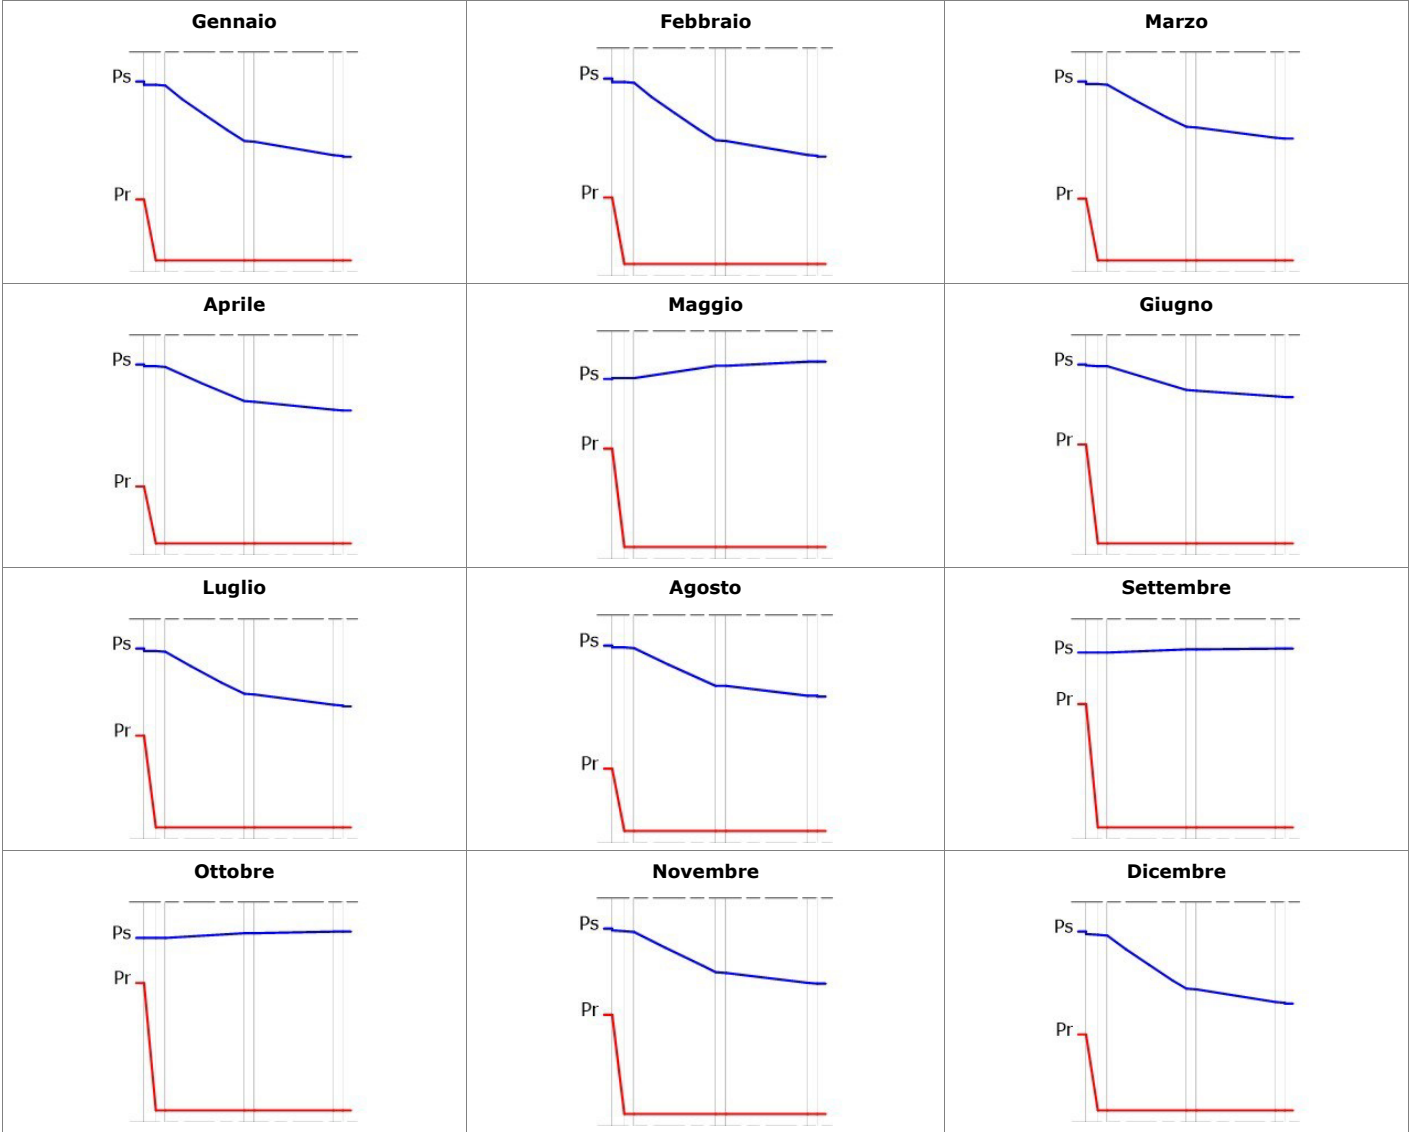 Gennaio
Febbraio
Marzo
Ps
Pr
Ps
Pr
Ps
Pr
Aprile
Maggio
Giugno
Ps
Pr
Ps
Pr
Ps
Pr
Luglio
Agosto
Settembre
Ps
Pr
Ps
Pr
Ps
Pr
Ottobre
Novembre
Dicembre
Ps
Pr
Ps
Pr
Ps
Pr